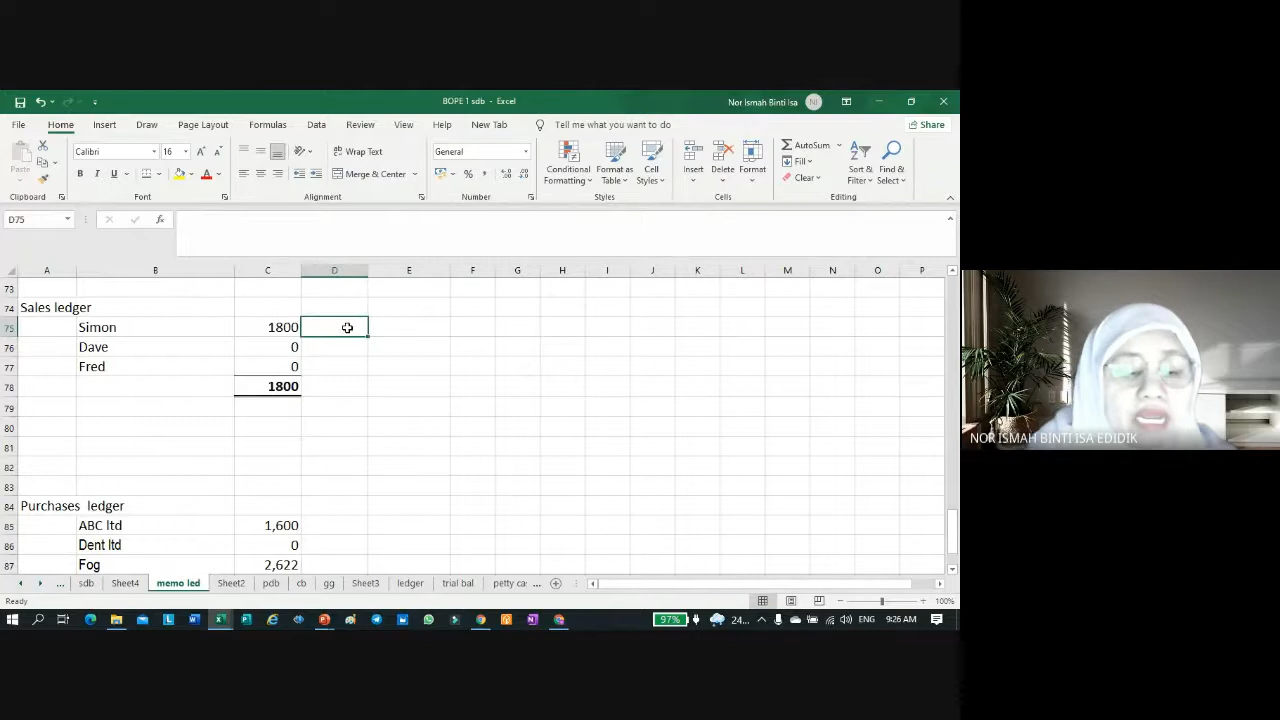 BOPE 1 sdb - Excel
Nor Ismah Binti Isa
NI
File Home Insert Draw Page Layout Formulas Data Review View Help New Tab Tell me what you want to do Share
Paste
Calibri 16
Wrap Text
Merge & Center
General
Conditional Formatting
Format as Table
Cell Styles
Insert
Delete
Format
AutoSum
Fill
Clear
Sort & Filter
Find & Select
Clipboard Font Alignment Number Styles Cells Editing
D75 fx
A B C D E F G H I J K L M N O P
73
74 Sales ledger
75 Simon 1800
76 Dave 0
77 Fred 0
78 1800
79
80
81
82
83
84 Purchases ledger
85 ABC ltd 1,600
86 Dent ltd 0
87 Fog 2,622
... sdb Sheet4 memo led Sheet2 pdb cb gg Sheet3 ledger trial bal petty ca ...
Ready 100%
97% 24... ENG 9:26 AM
NOR ISMAH BINTI ISA EDIDIK